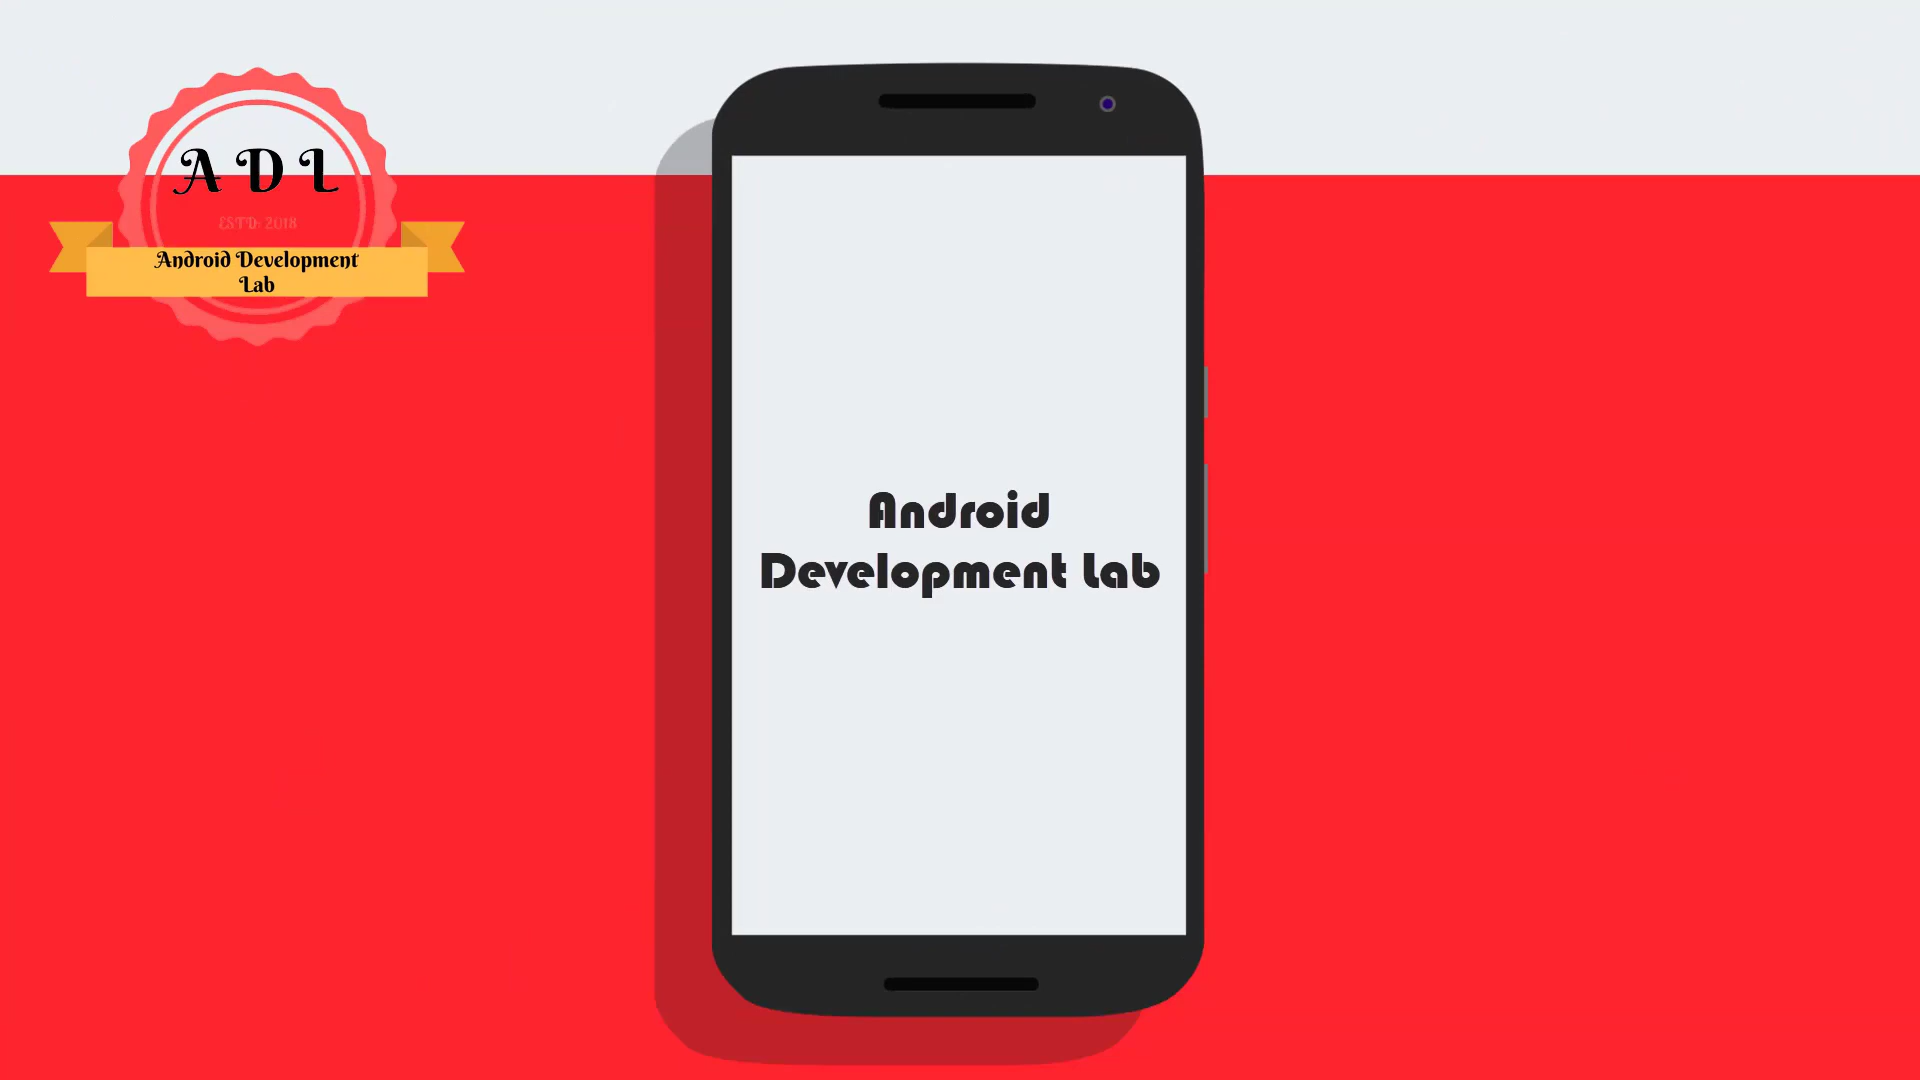 A D L
ESTD: 2018
Android Development
Lab
Android
Development Lab